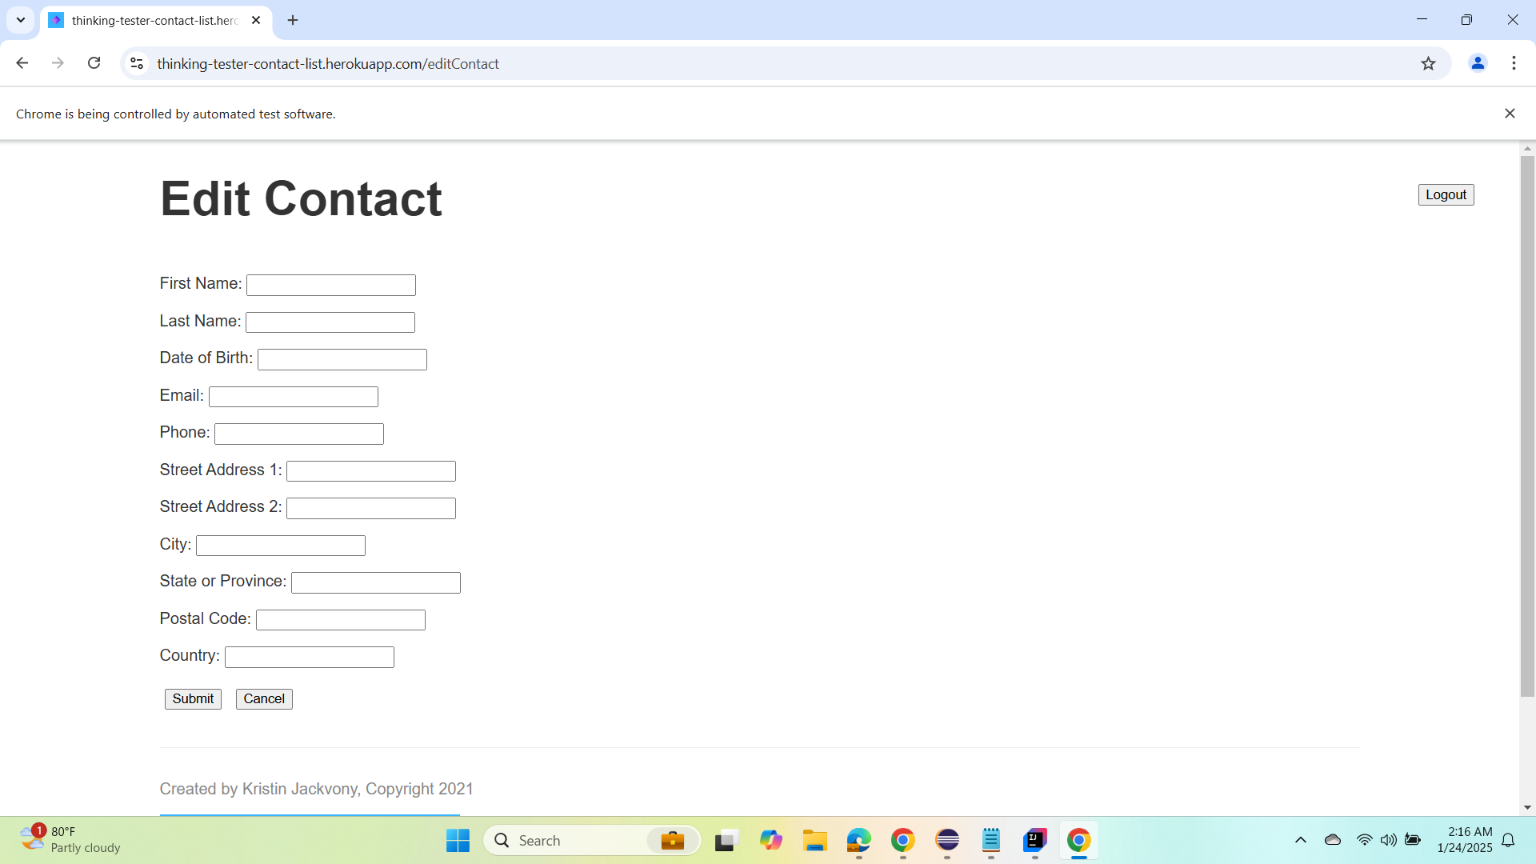 thinking-tester-contact-list.herc
thinking-tester-contact-list.herokuapp.com/editContact
Chrome is being controlled by automated test software.
Edit Contact
Logout
First Name:
Last Name:
Date of Birth:
Email:
Phone:
Street Address 1:
Street Address 2:
City:
State or Province:
Postal Code:
Country:
Submit Cancel
Created by Kristin Jackvony, Copyright 2021
1
80°F
Partly cloudy
Search
2:16 AM
1/24/2025